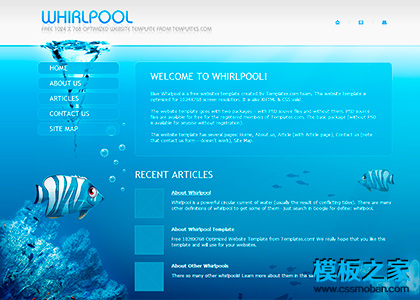 WHIRLPOOL
FREE 1024 X 768 OPTIMIZED WEBSITE TEMPLATE FROM TEMPLATES.COM
HOME
ABOUT US
ARTICLES
CONTACT US
SITE MAP
WELCOME TO WHIRLPOOL!
Blue Whirlpool is a free websites template created by Templates.com team. This website template is
optimized for 1024X768 screen resolution. It is also XHTML & CSS valid.
This website template goes with two packages – with PSD source files and without them. PSD source
files are available for free for the registered members of Templates.com. The basic package (without PSD
is available for anyone without registration).
This website template has several pages: Home, About us, Article (with Article page), Contact us (note
that contact us form – doesn't work), Site Map.
RECENT ARTICLES
About Whirlpool
Whirlpool is a powerful circular current of water (usually the result of conflicting tides). There are many
other definitions of whirlpool to get some of them - just search in Google for define: whirlpool.
About Whirlpool Template
Free 1024X768 Optimized Website Template from Templates.com! We really hope that you like this
template and will use for your websites.
About Other Whirlpools
There so many other whirlpools! Learn more about them in the
模板之家
www.cssmoban.com